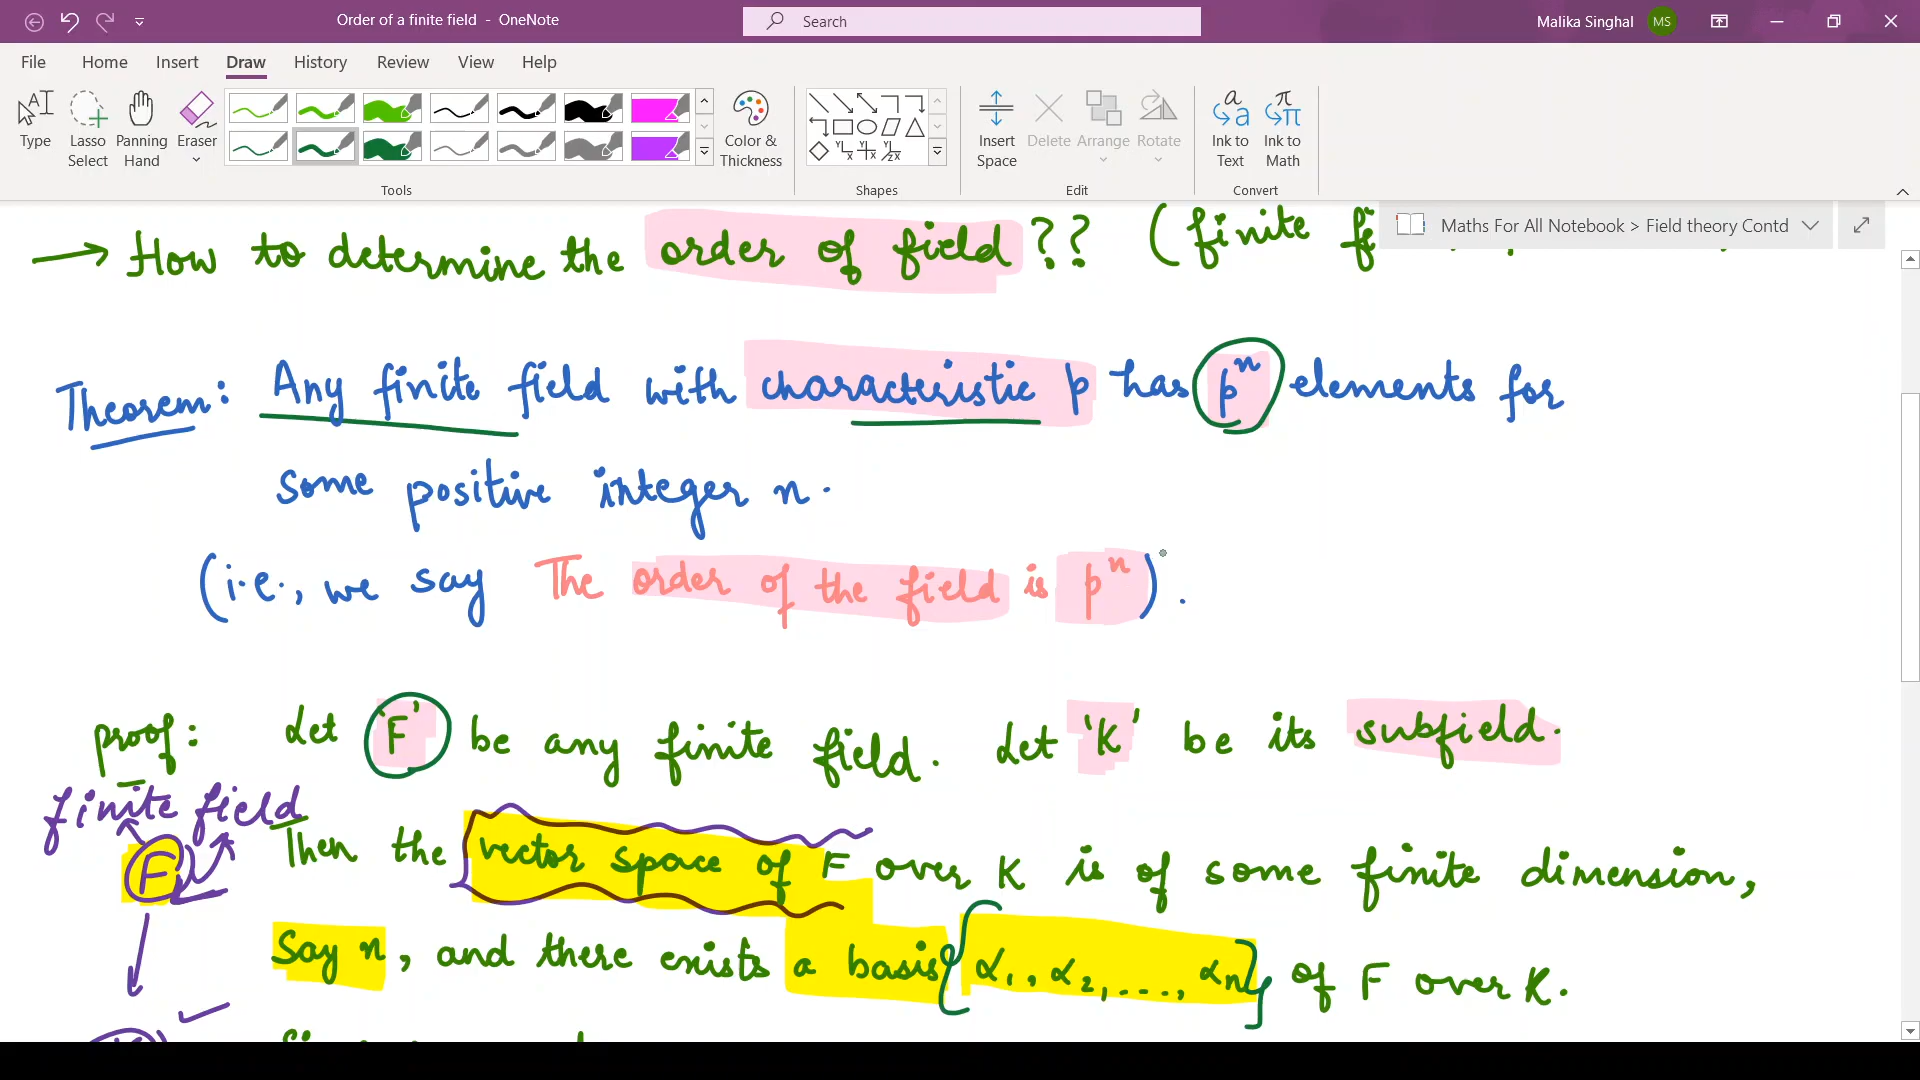 Order of a finite field - OneNote
Search
Malika Singhal MS
File Home Insert Draw History Review View Help
Type Lasso Select Panning Hand Eraser Color & Thickness Insert Space Delete Arrange Rotate Ink to Text Ink to Math
Tools Shapes Edit Convert
Maths For All Notebook > Field theory Contd
→ How to determine the order of field ?? (finite
Theorem: Any finite field with characteristic p has pⁿ elements for
some positive integer n.
(i.e., we say The order of the field is pⁿ).
proof: Let 'F' be any finite field. Let 'K' be its subfield.
finite field
Then the vector space of F over K is of some finite dimension,
F
Say n, and there exists a basis {α₁, α₂, ...., αn} of F over K.